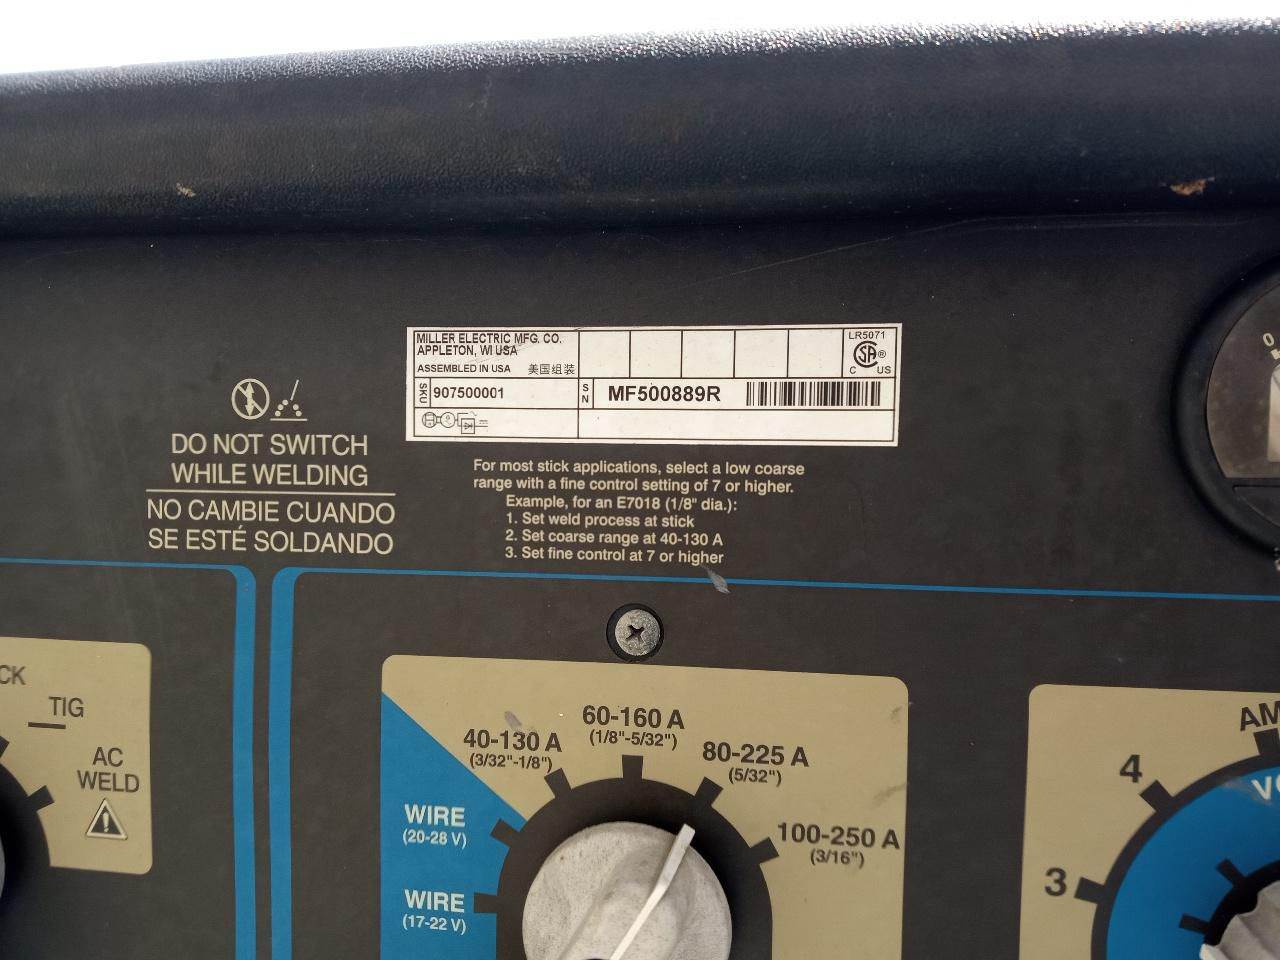 MILLER ELECTRIC MFG. CO.
APPLETON, WI USA
ASSEMBLED IN USA 美国组装
LR5071
CSA®
C US
SKU 907500001
SN MF500889R
DO NOT SWITCH
WHILE WELDING
NO CAMBIE CUANDO
SE ESTÉ SOLDANDO
For most stick applications, select a low coarse
range with a fine control setting of 7 or higher.
Example, for an E7018 (1/8" dia.):
1. Set weld process at stick
2. Set coarse range at 40-130 A
3. Set fine control at 7 or higher
0
CK
TIG
AC
WELD
WIRE
(17-22 V)
WIRE
(20-28 V)
40-130 A
(3/32"-1/8")
60-160 A
(1/8"-5/32")
80-225 A
(5/32")
100-250 A
(3/16")
3
4
AM
VO